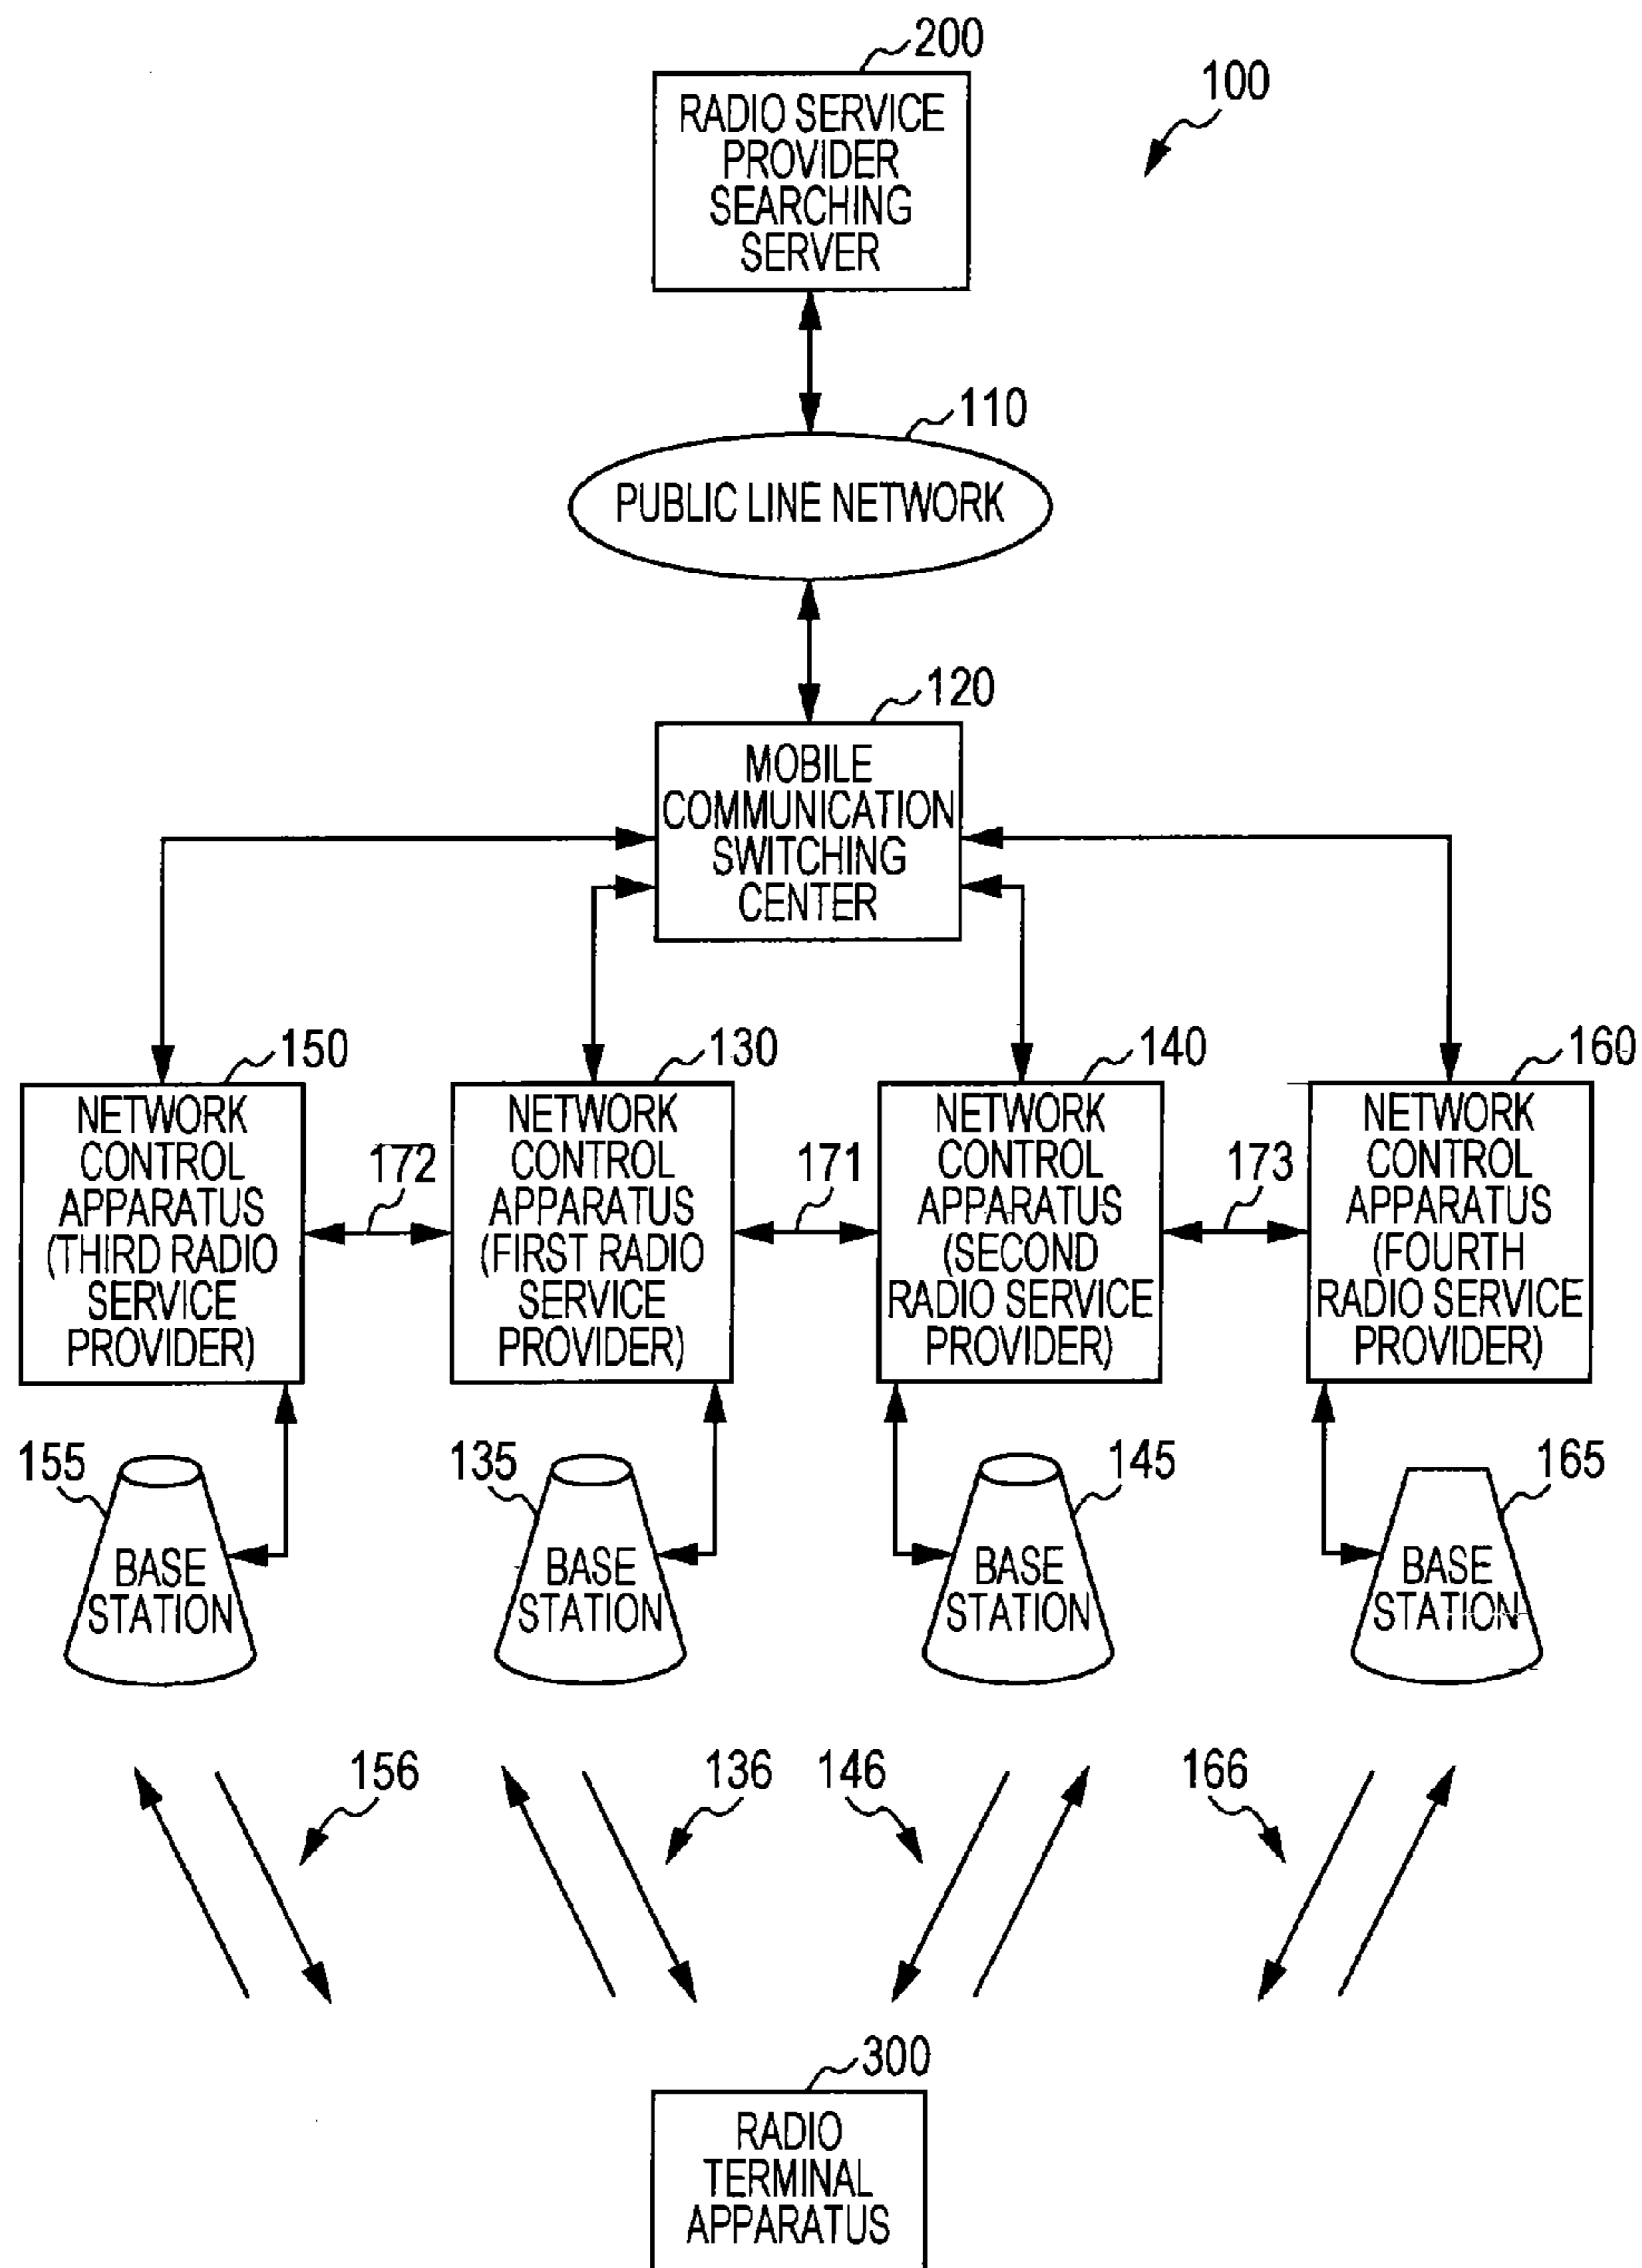 200
100
RADIO SERVICE
PROVIDER
SEARCHING
SERVER
110
PUBLIC LINE NETWORK
120
MOBILE
COMMUNICATION
SWITCHING
CENTER
150
NETWORK
CONTROL
APPARATUS
(THIRD RADIO
SERVICE
PROVIDER)
172
130
NETWORK
CONTROL
APPARATUS
(FIRST RADIO
SERVICE
PROVIDER)
171
140
NETWORK
CONTROL
APPARATUS
(SECOND
RADIO SERVICE
PROVIDER)
173
160
NETWORK
CONTROL
APPARATUS
(FOURTH
RADIO SERVICE
PROVIDER)
155
BASE
STATION
135
BASE
STATION
145
BASE
STATION
165
BASE
STATION
156
136
146
166
300
RADIO
TERMINAL
APPARATUS